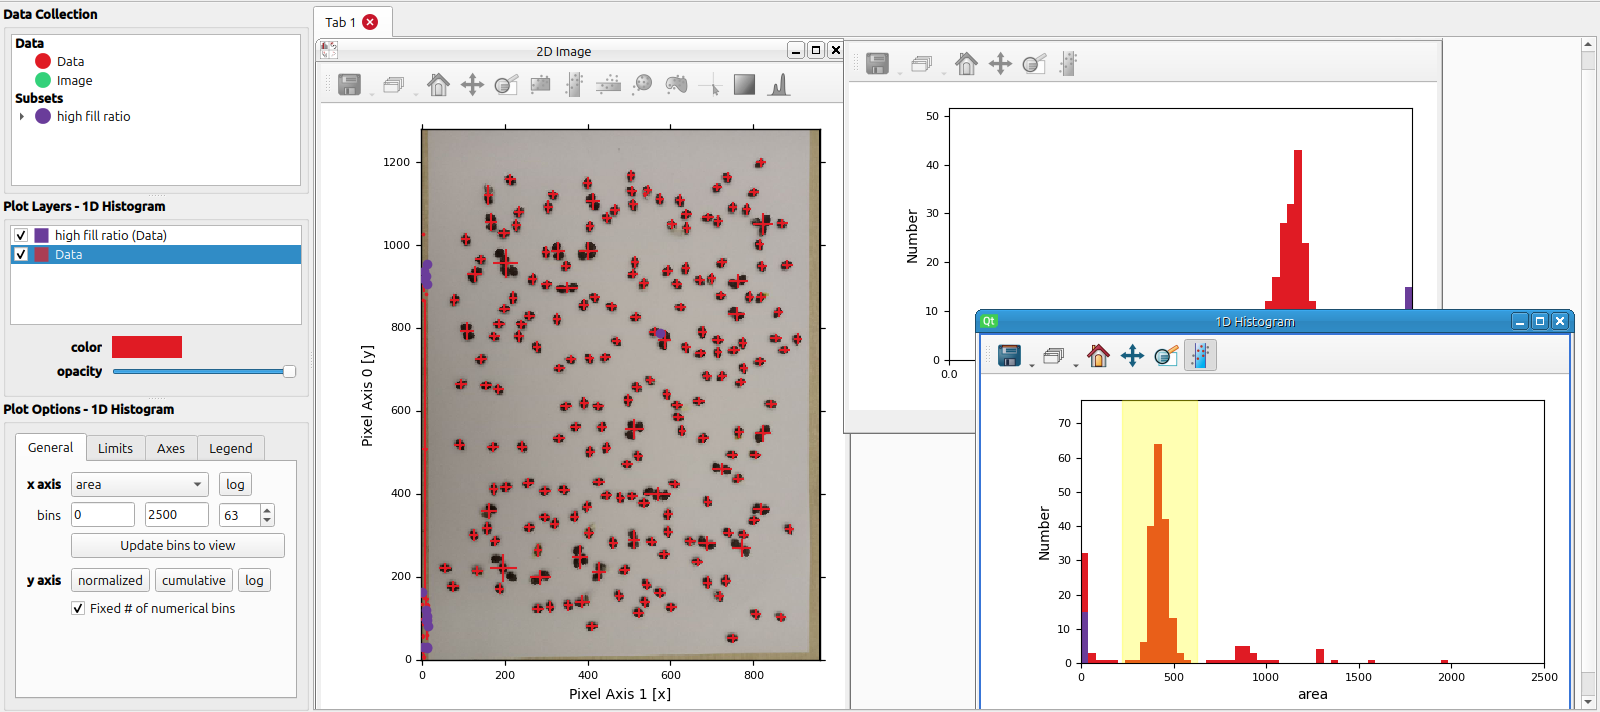 Data Collection
Data
Data
Image
Subsets
high fill ratio
Plot Layers - 1D Histogram
high fill ratio (Data)
Data
color
opacity
Plot Options - 1D Histogram
General Limits Axes Legend
x axis area log
bins 0 2500 63
Update bins to view
y axis normalized cumulative log
Fixed # of numerical bins
Tab 1
2D Image
1200
1000
800
600
400
200
0
Pixel Axis 0 [y]
0 200 400 600 800
Pixel Axis 1 [x]
50
40
30
20
10
0
Number
0.0
Qt 1D Histogram
70
60
50
40
30
20
10
0
Number
0 500 1000 1500 2000 2500
area